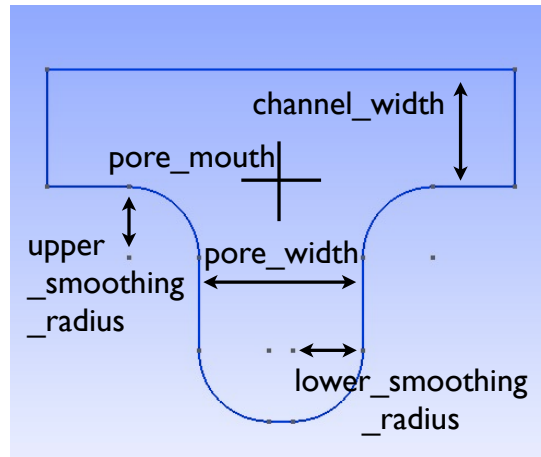 channel_width
pore_mouth
upper
_smoothing
_radius
pore_width
lower_smoothing
_radius